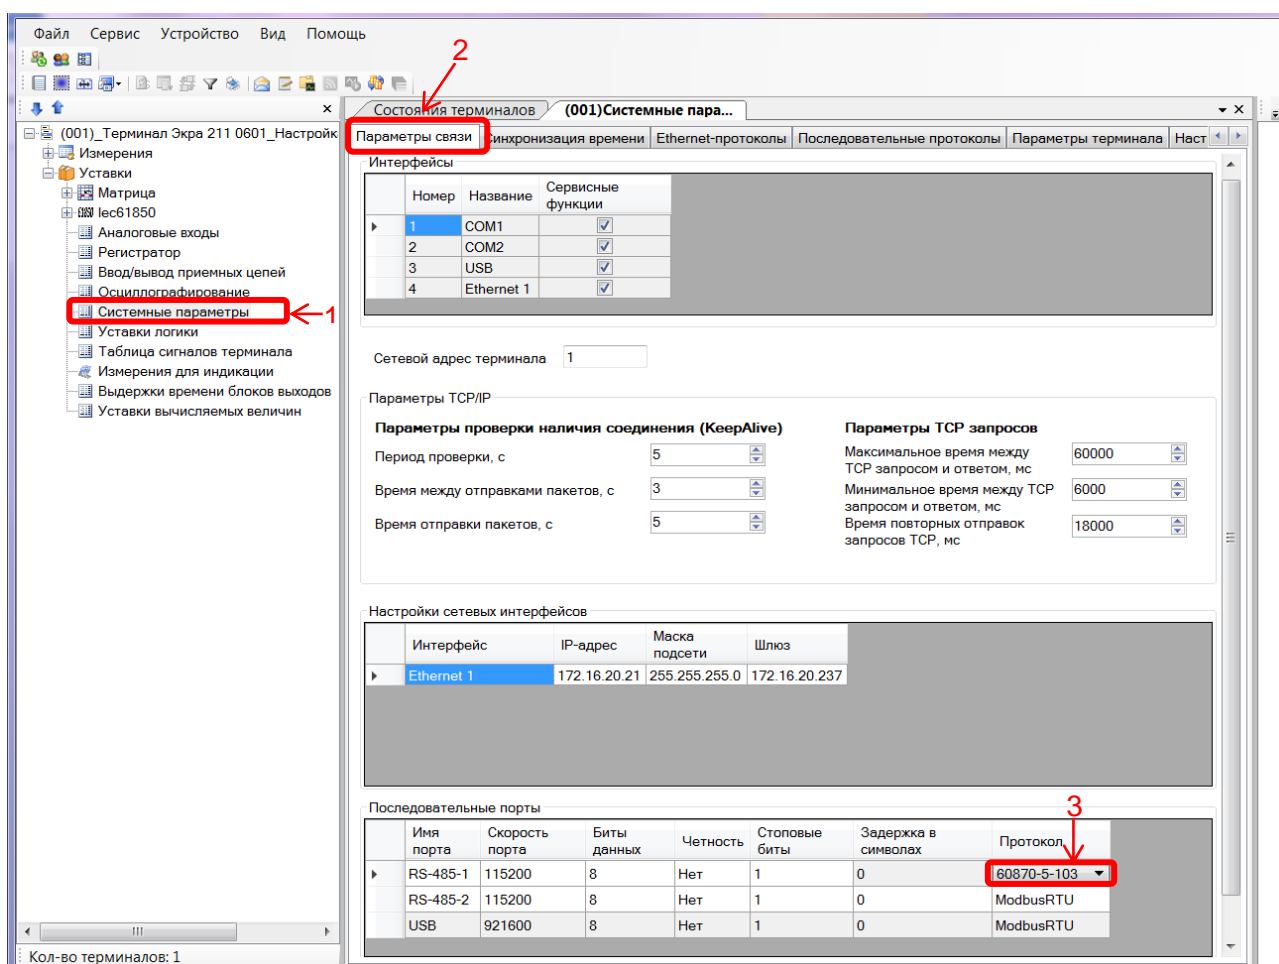 Файл Сервис Устройство Вид Помощь
2
(001)_Терминал Экра 211 0601_Настройк
Измерения
Уставки
Матрица
Iec61850
Аналоговые входы
Регистратор
Ввод/вывод приемных цепей
Осциллографирование
Системные параметры
1
Уставки логики
Таблица сигналов терминала
Измерения для индикации
Выдержки времени блоков выходов
Уставки вычисляемых величин
Кол-во терминалов: 1
Состояния терминалов (001)Системные пара...
Параметры связи Синхронизация времени Ethernet-протоколы Последовательные протоколы Параметры терминала Наст
Интерфейсы
Номер Название Сервисные функции
1 COM1
2 COM2
3 USB
4 Ethernet 1
Сетевой адрес терминала 1
Параметры TCP/IP
Параметры проверки наличия соединения (KeepAlive)
Период проверки, с 5
Время между отправками пакетов, с 3
Время отправки пакетов, с 5
Параметры TCP запросов
Максимальное время между 60000
TCP запросом и ответом, мс
Минимальное время между TCP 6000
запросом и ответом, мс
Время повторных отправок 18000
запросов TCP, мс
Настройки сетевых интерфейсов
Интерфейс IP-адрес Маска подсети Шлюз
Ethernet 1 172.16.20.21 255.255.255.0 172.16.20.237
Последовательные порты
3
Имя порта Скорость порта Биты данных Четность Стоповые биты Задержка в символах Протокол
RS-485-1 115200 8 Нет 1 0 60870-5-103
RS-485-2 115200 8 Нет 1 0 ModbusRTU
USB 921600 8 Нет 1 0 ModbusRTU